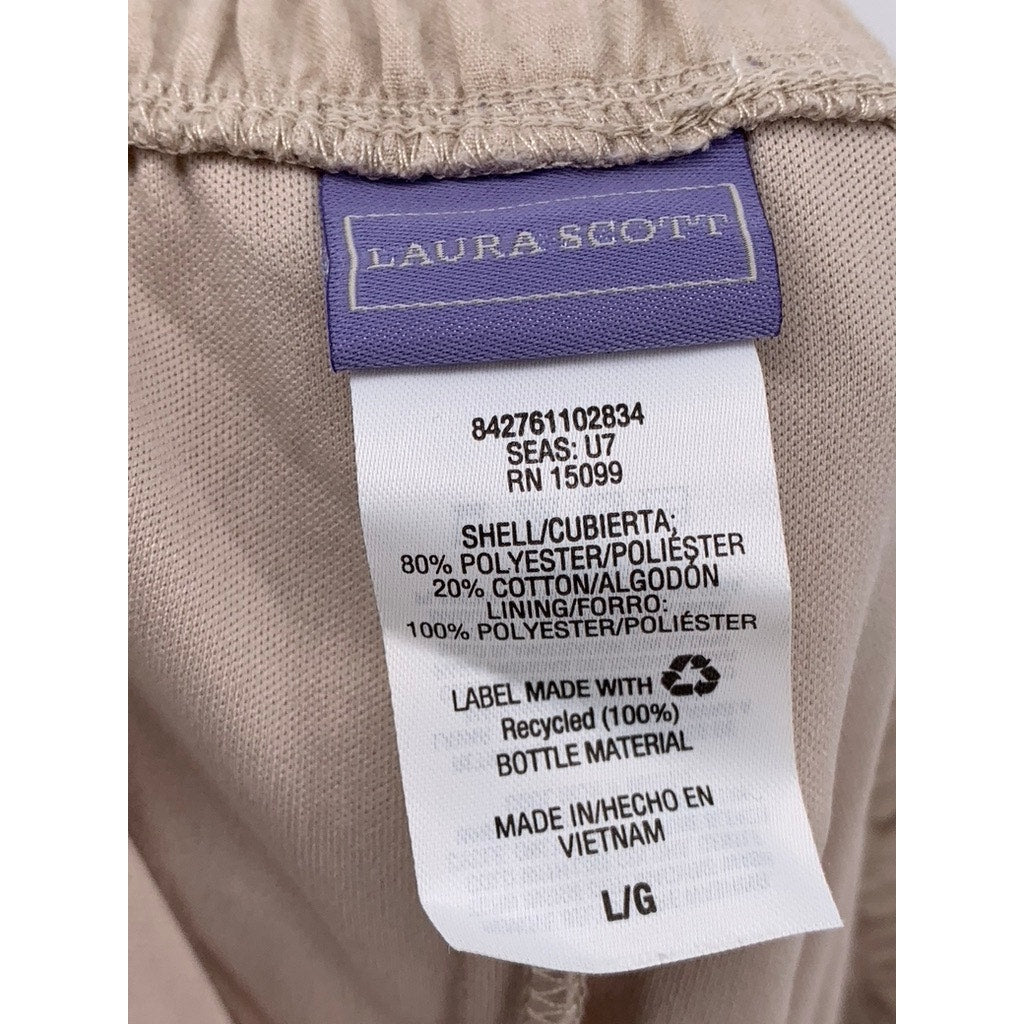 LAURA SCOTT
842761102834
SEAS: U7
RN 15099
SHELL/CUBIERTA;
80% POLYESTER/POLIÉSTER
20% COTTON/ALGODÓN
LINING/FORRO:
100% POLYESTER/POLIÉSTER
LABEL MADE WITH
Recycled (100%)
BOTTLE MATERIAL
MADE IN/HECHO EN
VIETNAM
L/G